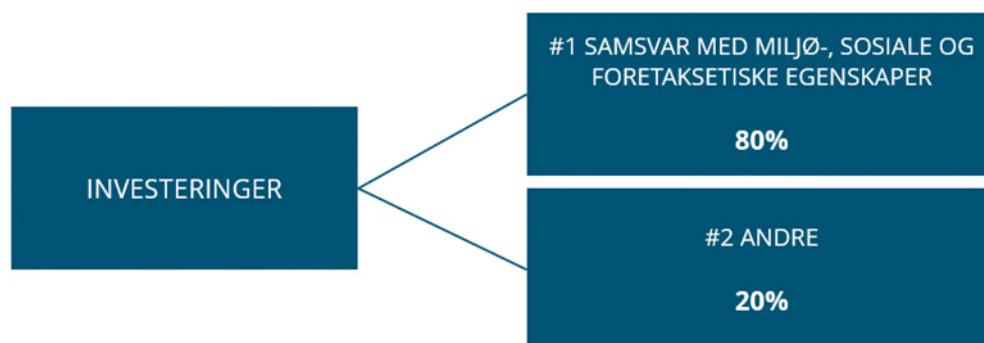 INVESTERINGER
#1 SAMSVAR MED MILJØ-, SOSIALE OG
FORETAKSETISKE EGENSKAPER
80%
#2 ANDRE
20%